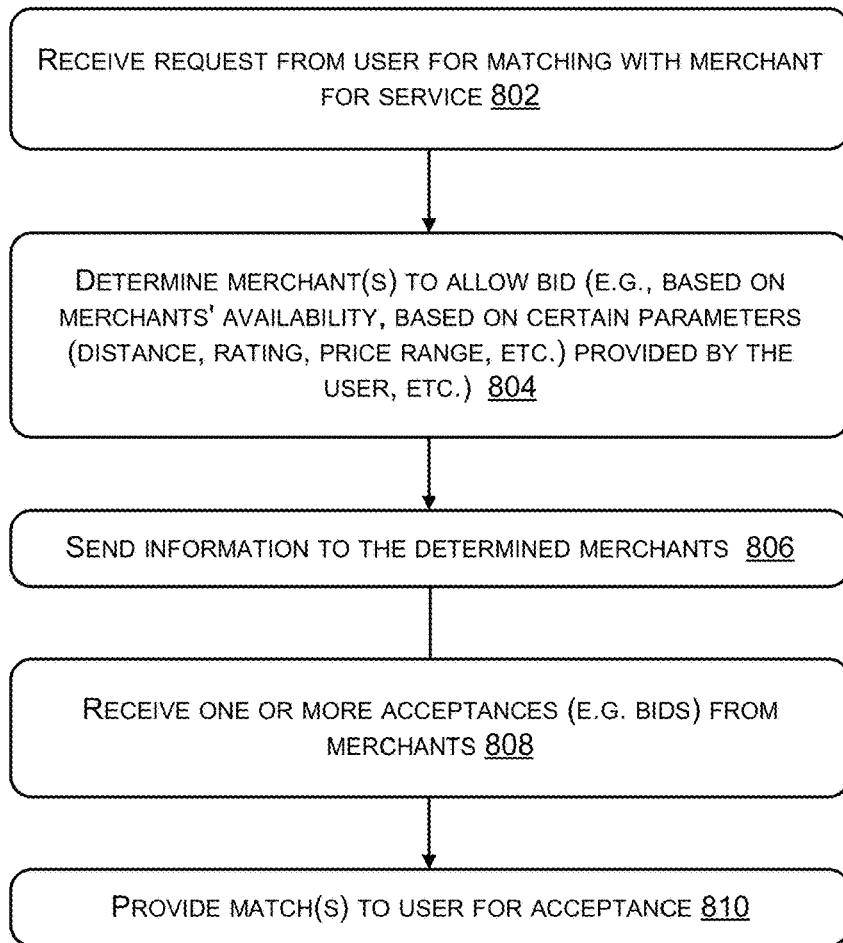 RECEIVE REQUEST FROM USER FOR MATCHING WITH MERCHANT
FOR SERVICE 802
DETERMINE MERCHANT(S) TO ALLOW BID (E.G., BASED ON
MERCHANTS' AVAILABILITY, BASED ON CERTAIN PARAMETERS
(DISTANCE, RATING, PRICE RANGE, ETC.) PROVIDED BY THE
USER, ETC.) 804
SEND INFORMATION TO THE DETERMINED MERCHANTS 806
RECEIVE ONE OR MORE ACCEPTANCES (E.G. BIDS) FROM
MERCHANTS 808
PROVIDE MATCH(S) TO USER FOR ACCEPTANCE 810